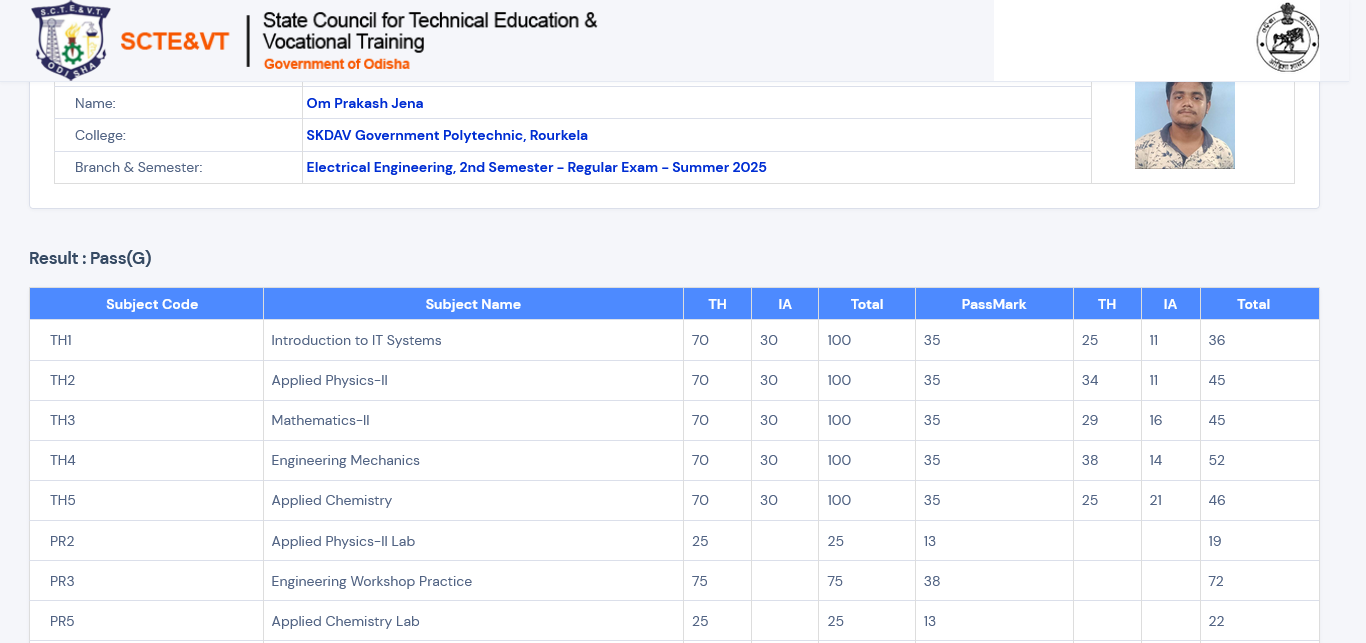 S.C.T.E.&V.T.
ODISHA
SCTE&VT
State Council for Technical Education &
Vocational Training
Government of Odisha
Name: Om Prakash Jena
College: SKDAV Government Polytechnic, Rourkela
Branch & Semester: Electrical Engineering, 2nd Semester - Regular Exam - Summer 2025
Result : Pass(G)
Subject Code Subject Name TH IA Total PassMark TH IA Total
TH1 Introduction to IT Systems 70 30 100 35 25 11 36
TH2 Applied Physics-II 70 30 100 35 34 11 45
TH3 Mathematics-II 70 30 100 35 29 16 45
TH4 Engineering Mechanics 70 30 100 35 38 14 52
TH5 Applied Chemistry 70 30 100 35 25 21 46
PR2 Applied Physics-II Lab 25 25 13 19
PR3 Engineering Workshop Practice 75 75 38 72
PR5 Applied Chemistry Lab 25 25 13 22